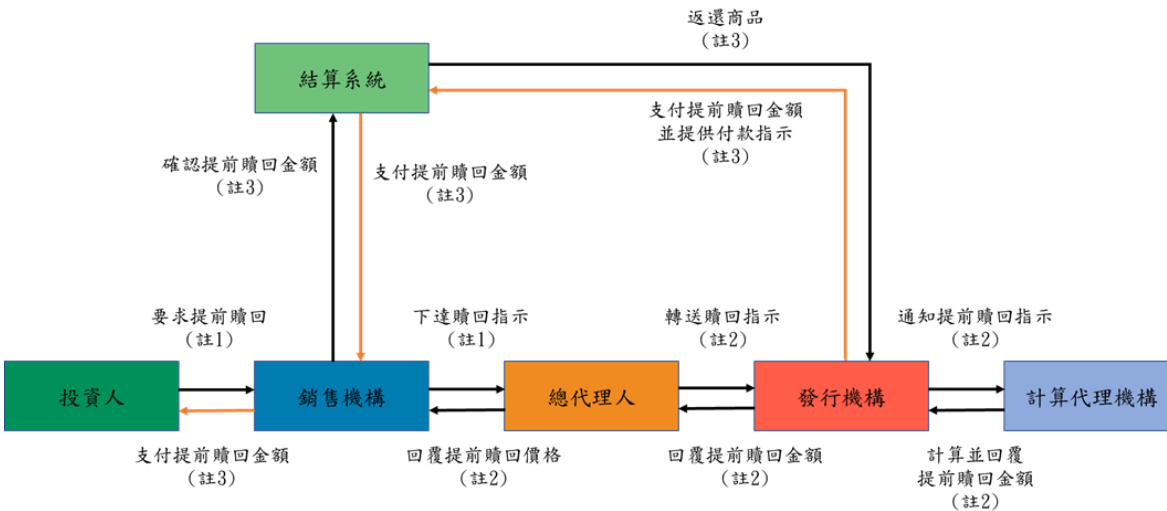 返還商品
(註3)
結算系統
支付提前贖回金額
並提供付款指示
(註3)
確認提前贖回金額
(註3)
支付提前贖回金額
(註3)
要求提前贖回
(註1)
下達贖回指示
(註1)
轉送贖回指示
(註2)
通知提前贖回指示
(註2)
投資人
銷售機構
總代理人
發行機構
計算代理機構
支付提前贖回金額
(註3)
回覆提前贖回價格
(註2)
回覆提前贖回金額
(註2)
計算並回覆
提前贖回金額
(註2)